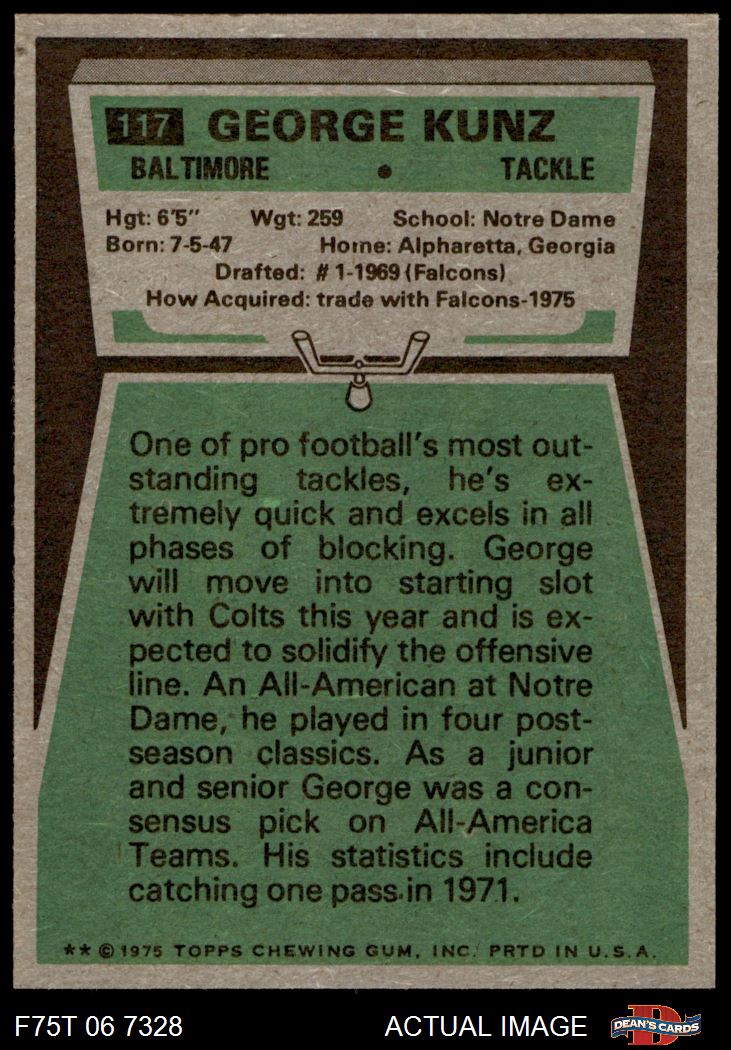 117 GEORGE KUNZ
BALTIMORE • TACKLE
Hgt: 6'5" Wgt: 259 School: Notre Dame
Born: 7-5-47 Home: Alpharetta, Georgia
Drafted: #1-1969 (Falcons)
How Acquired: trade with Falcons-1975
One of pro football's most out-
standing tackles, he's ex-
tremely quick and excels in all
phases of blocking. George
will move into starting slot
with Colts this year and is ex-
pected to solidify the offensive
line. An All-American at Notre
Dame, he played in four post-
season classics. As a junior
and senior George was a con-
sensus pick on All-America
Teams. His statistics include
catching one pass in 1971.
** © 1975 TOPPS CHEWING GUM, INC. PRTD IN U.S.A.
F75T 06 7328 ACTUAL IMAGE D DEAN'S CARDS